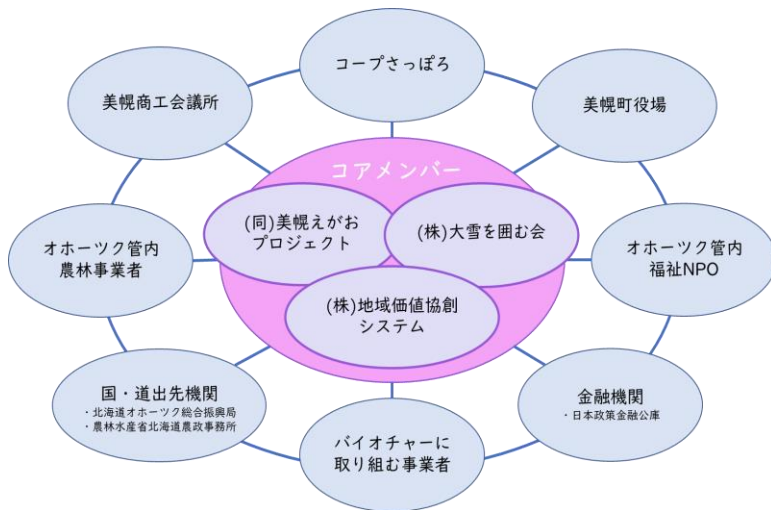 コープさっぽろ
美幌商工会議所
美幌町役場
コアメンバー
(同)美幌えがお
プロジェクト
(株)大雪を囲む会
オホーツク管内
農林事業者
オホーツク管内
福祉NPO
(株)地域価値協創
システム
国・道出先機関
・北海道オホーツク総合振興局
・農林水産省北海道農政事務所
金融機関
・日本政策金融公庫
バイオチャーに
取り組む事業者